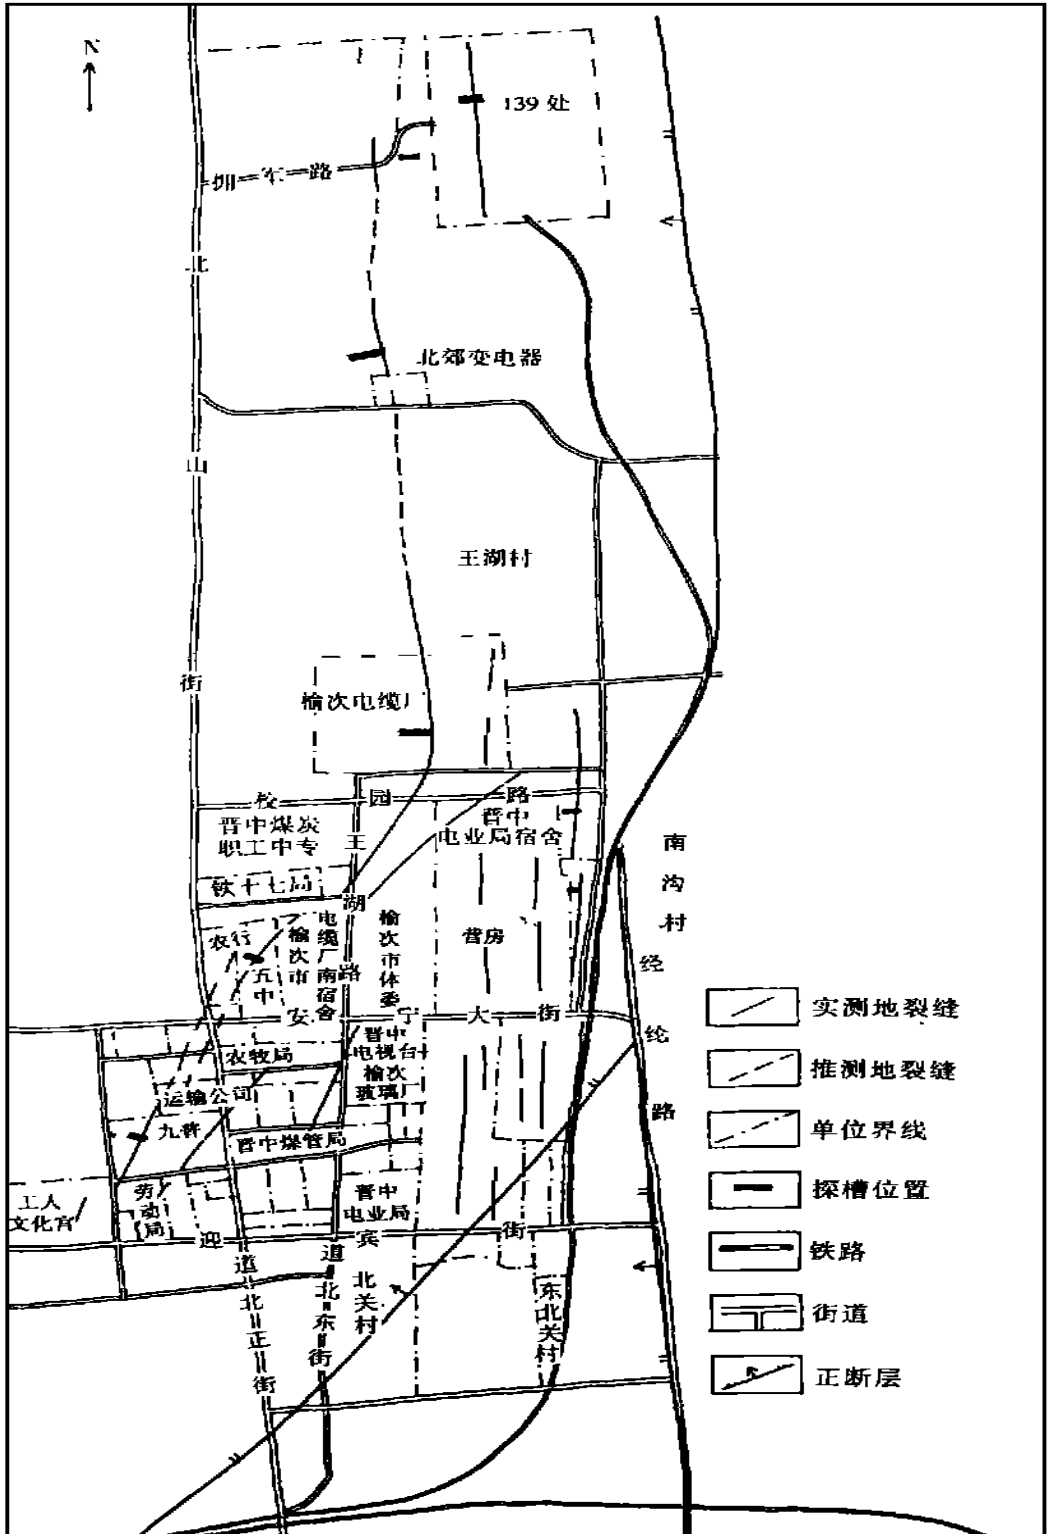 N
139处
拥军路
北山街
北郊变电器
王湖村
榆次电缆厂
校园路
晋中
电业局宿舍
晋中煤炭
职工中专
铁十七局
王湖路
南沟村
农行
五中
榆次市
电缆厂南宿舍
榆次市体委
营房
经纶路
安宁大街
晋中
电视台
榆次
玻璃厂
农牧局
运输公司
晋中煤管局
工人
文化宫
劳动局
晋中
电业局
迎宾街
道北正街
道北东街
北关村
东北关村
实测地裂缝
推测地裂缝
单位界线
探槽位置
铁路
街道
正断层